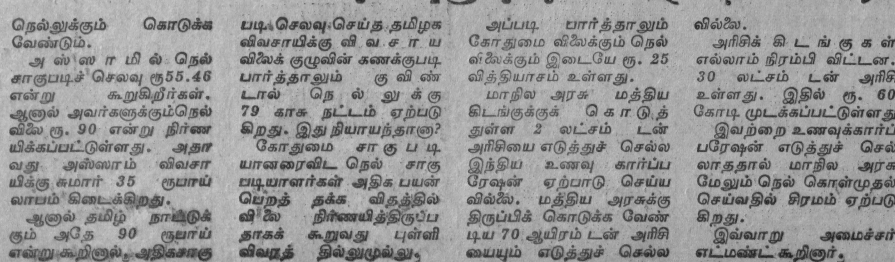 நெல்லுக்கும் கொடுக்க
வேண்டும்.
அஸ்ஸாமில் நெல்
சாகுபடிச் செலவு ரூ55.46
என்று கூறுகிறீர்கள்.
ஆனால் அவர்களுக்கும்நெல்
விலை ரூ. 90 என்று நிர்ண
யிக்கப்பட்டுள்ளது. அதா
வது அஸ்ஸாம் விவசா
யிக்கு சுமார் 35 ரூபாய்
லாபம் கிடைக்கிறது.
ஆனால் தமிழ் நாட்டுக்
கும் அதே 90 ரூபாய்
என்று கூறினால், அதிகசாகு
படி செலவு செய்த தமிழக
விவசாயிக்கு விவசாய
விலைக் குழுவின் கணக்குபடி
பார்த்தாலும் குவிண்
டால் நெல்லுக்கு
79 காசு நட்டம் ஏற்படு
கிறது. இது நியாயந்தானா?
கோதுமை சாகுபடி
யானரைவிட நெல் சாகு
படியாளர்கள் அதிக பயன்
பெறத் தக்க விதத்தில்
விலை நிர்ணயித்திருப்ப
தாகக் கூறுவது புள்ளி
விவரத் தில்லுமுல்லு.
அப்படி பார்த்தாலும்
கோதுமை விலைக்கும் நெல்
விலைக்கும் இடையே ரூ. 25
வித்தியாசம் உள்ளது.
மாநில அரசு மத்திய
கிடங்குக்குக் கொடுத்
துள்ள 2 லட்சம் டன்
அரிசியை எடுத்துச் செல்ல
இந்திய உணவு கார்ப்ப
ரேஷன் ஏற்பாடு செய்ய
வில்லை. மத்திய அரசுக்கு
திருப்பிக் கொடுக்க வேண்
டிய 70 ஆயிரம் டன் அரிசி
யையும் எடுத்துச் செல்ல
வில்லை.
அரிசிக் கிடங்குகள்
எல்லாம் நிரம்பி விட்டன.
30 லட்சம் டன் அரிசி
உள்ளது. இதில் ரூ. 60
கோடி முடக்கப்பட்டுள்ளது
இவற்றை உணவுக்கார்ப்
பரேஷன் எடுத்துச் செல்
லாததால் மாநில அரசு
மேலும் நெல் கொள்முதல்
செய்வதில் சிரமம் ஏற்படு
கிறது.
இவ்வாறு அமைச்சர்
எட்மண்ட் கூறினார்.